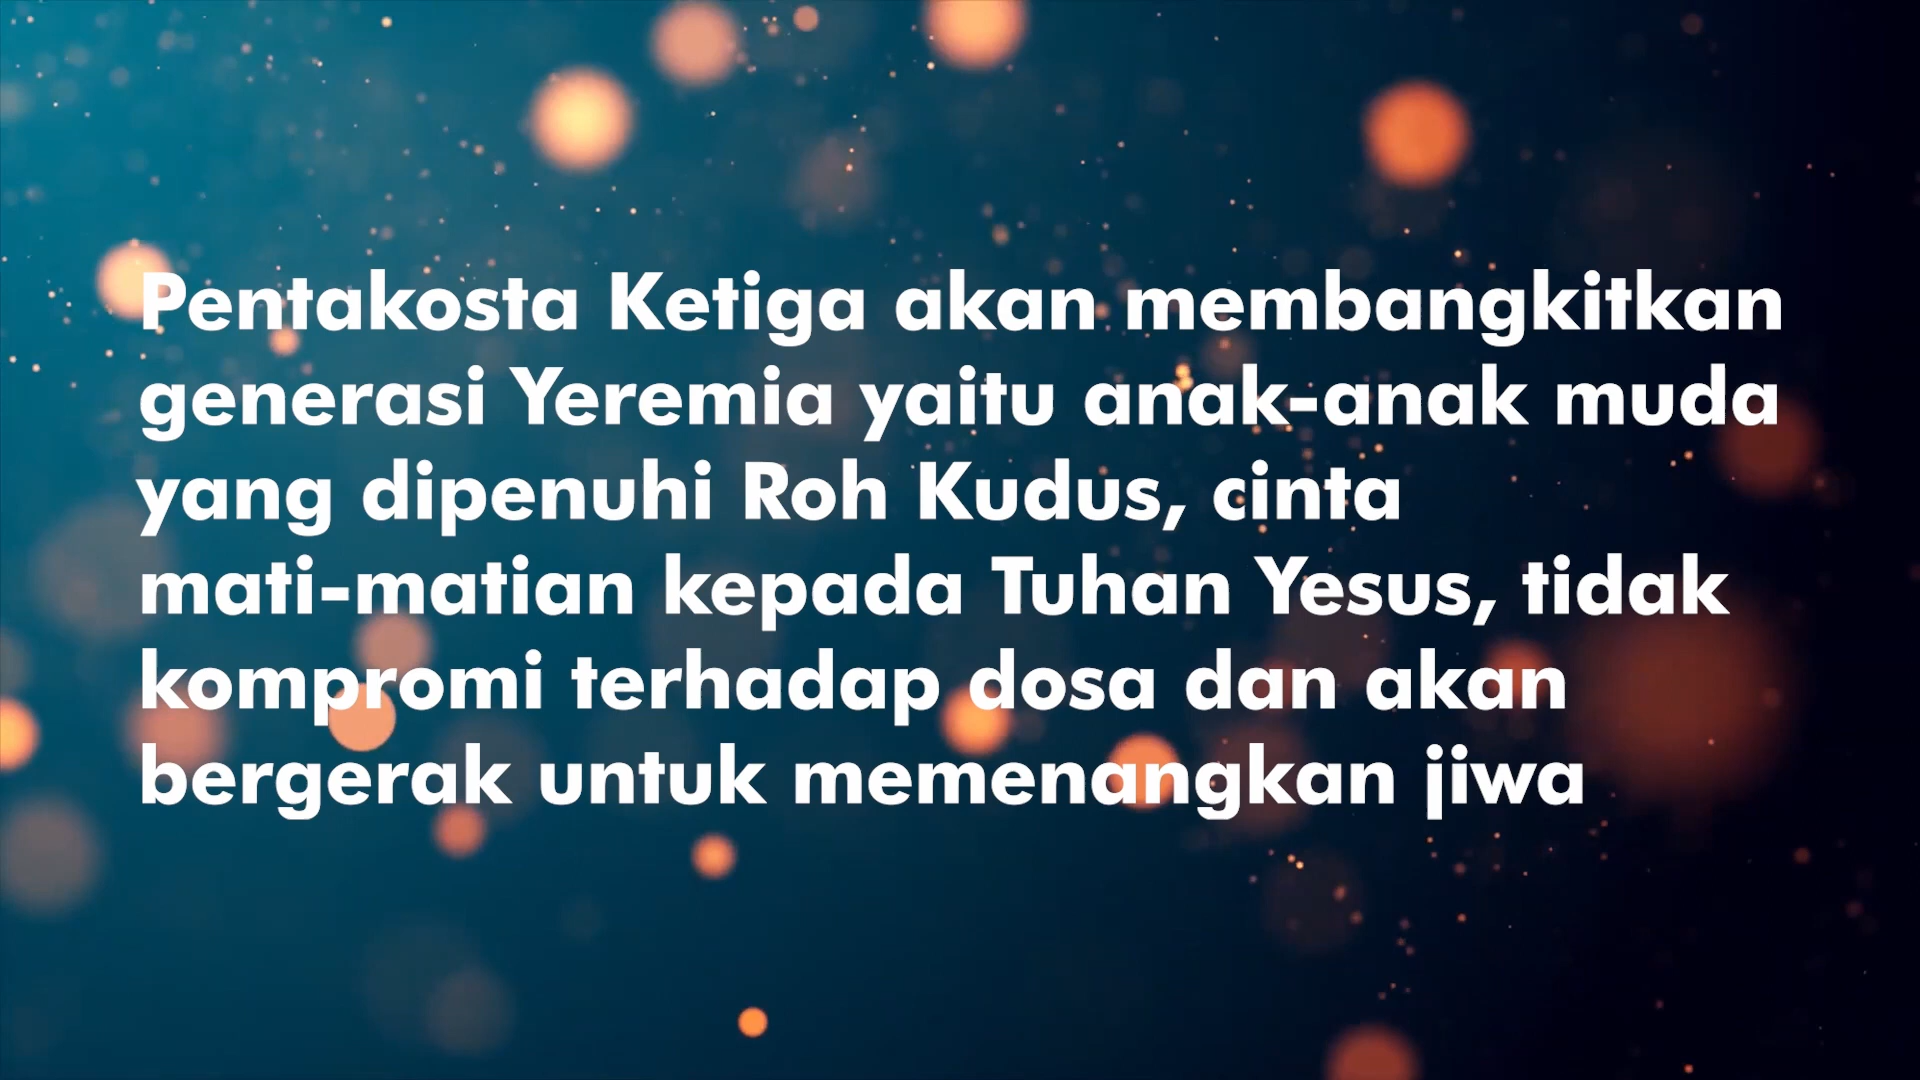 Pentakosta Ketiga akan membangkitkan
generasi Yeremia yaitu anak-anak muda
yang dipenuhi Roh Kudus, cinta
mati-matian kepada Tuhan Yesus, tidak
kompromi terhadap dosa dan akan
bergerak untuk memenangkan jiwa